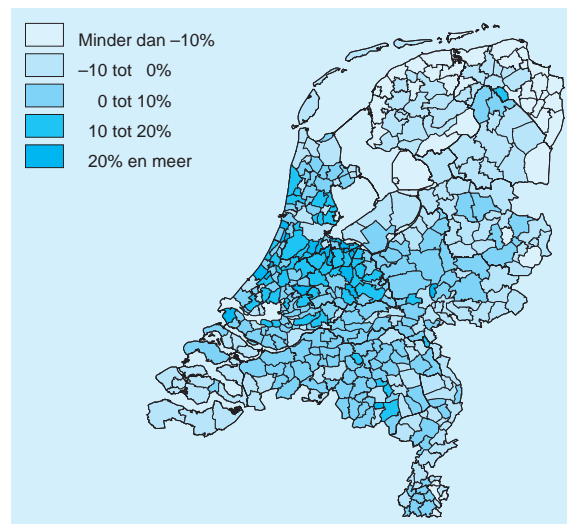 Minder dan –10%
–10 tot 0%
0 tot 10%
10 tot 20%
20% en meer